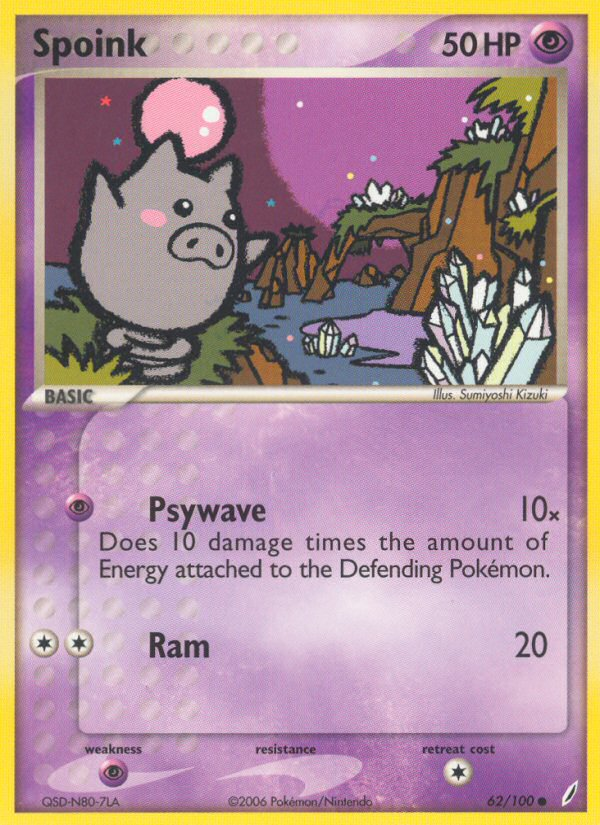 Spoink 50 HP
BASIC Illus. Sumiyoshi Kizuki
Psywave 10x
Does 10 damage times the amount of
Energy attached to the Defending Pokémon.
Ram 20
weakness resistance retreat cost
QSD-N80-7LA ©2006 Pokémon/Nintendo 62/100 ●